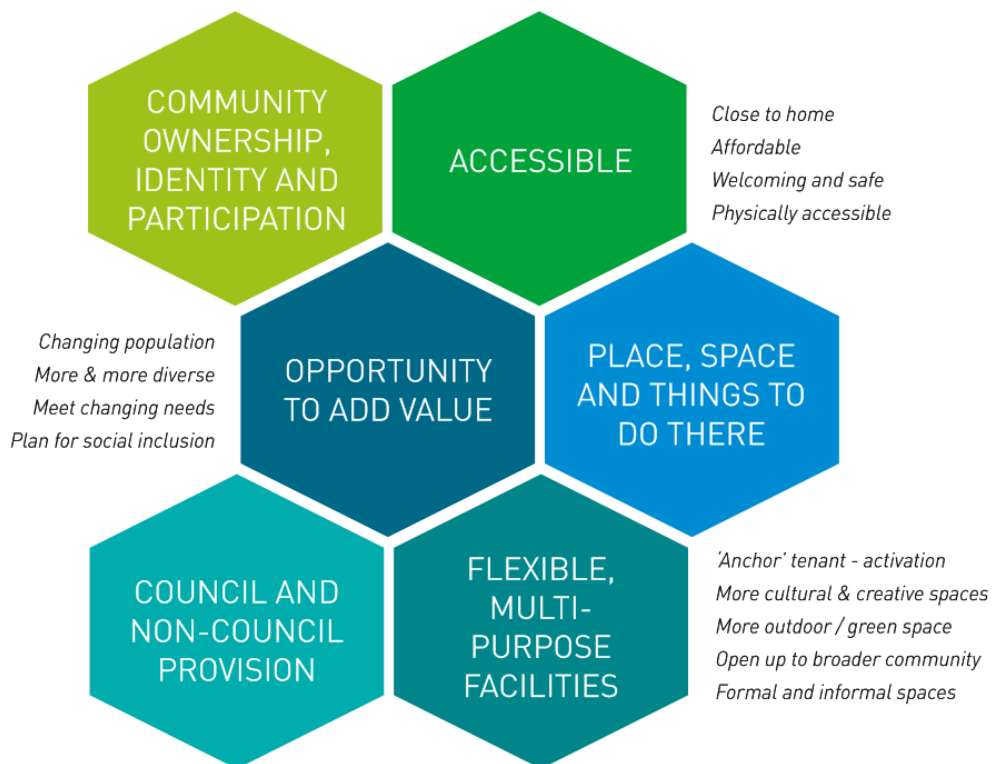 COMMUNITY
OWNERSHIP,
IDENTITY AND
PARTICIPATION
ACCESSIBLE
Close to home
Affordable
Welcoming and safe
Physically accessible
Changing population
More & more diverse
Meet changing needs
Plan for social inclusion
OPPORTUNITY
TO ADD VALUE
PLACE, SPACE
AND THINGS TO
DO THERE
COUNCIL AND
NON-COUNCIL
PROVISION
FLEXIBLE,
MULTI-
PURPOSE
FACILITIES
‘Anchor’ tenant - activation
More cultural & creative spaces
More outdoor / green space
Open up to broader community
Formal and informal spaces